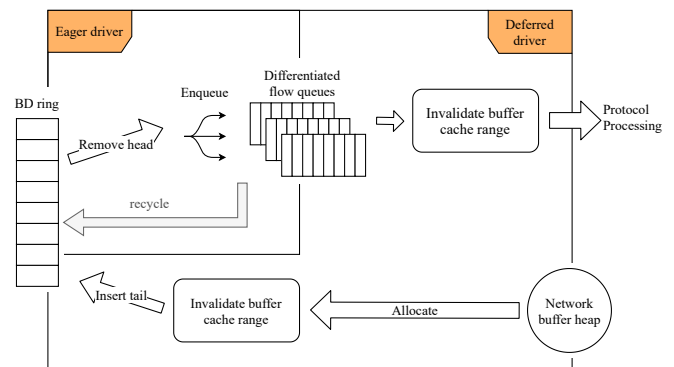 Eager driver
Deferred
driver
BD ring
Enqueue
Differentiated
flow queues
Remove head
Invalidate buffer
cache range
Protocol
Processing
recycle
Insert tail
Invalidate buffer
cache range
Allocate
Network
buffer heap